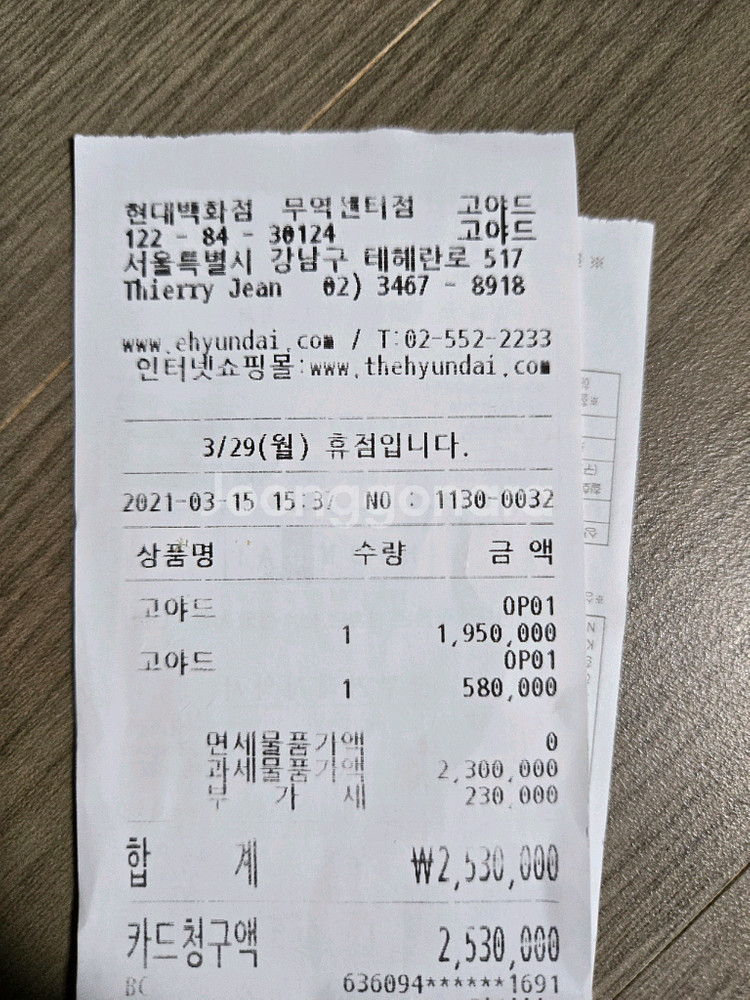 현대백화점 무역센터점 고야드
122 - 84 - 30124 고야드
서울특별시 강남구 테헤란로 517
Thierry Jean 02) 3467 - 8918
www.ehyundai.com / T:02-552-2233
인터넷쇼핑몰:www.thehyundai.com
3/29(월) 휴점입니다.
2021-03-15 15:37 NO : 1130-0032
상품명 수량 금 액
고야드 OP01
1 1,950,000
고야드 OP01
1 580,000
면세물품가액 0
과세물품가액 2,300,000
부 가 세 230,000
합 계 ₩2,530,000
카드청구액 2,530,000
BC 636094******1691